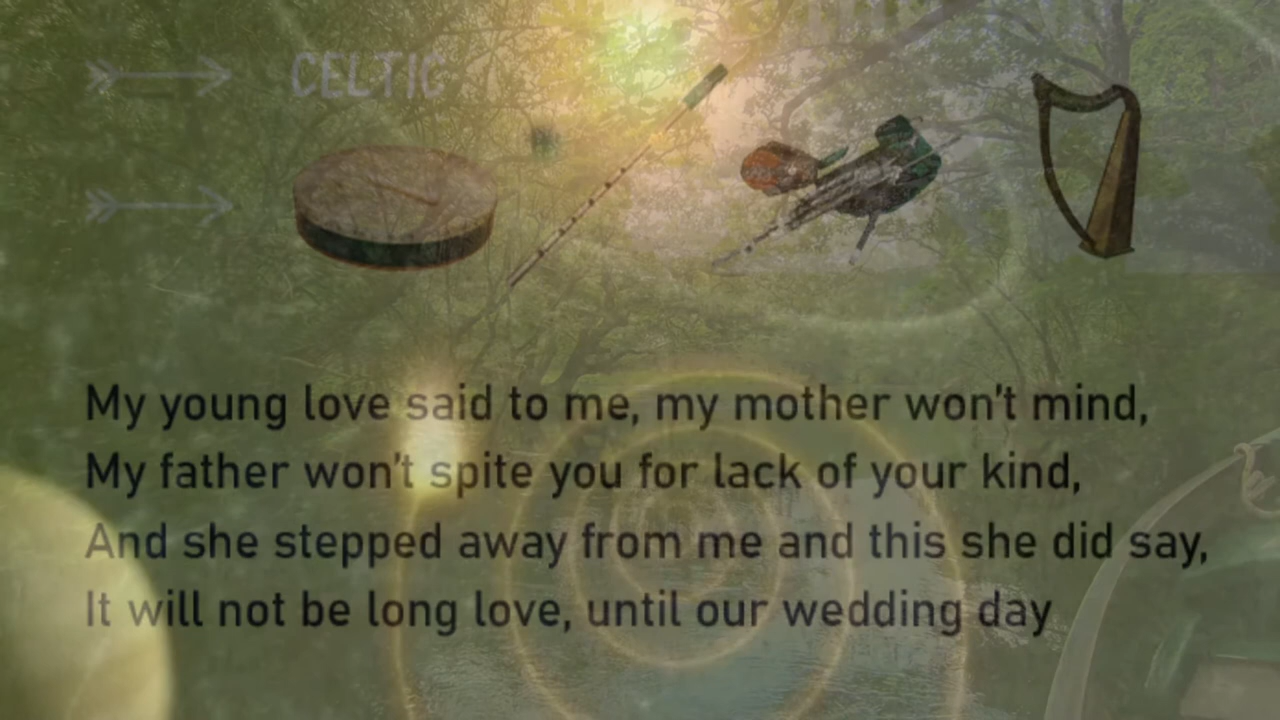 CELTIC
My young love said to me, my mother won't mind,
My father won't spite you for lack of your kind,
And she stepped away from me and this she did say,
It will not be long love, until our wedding day